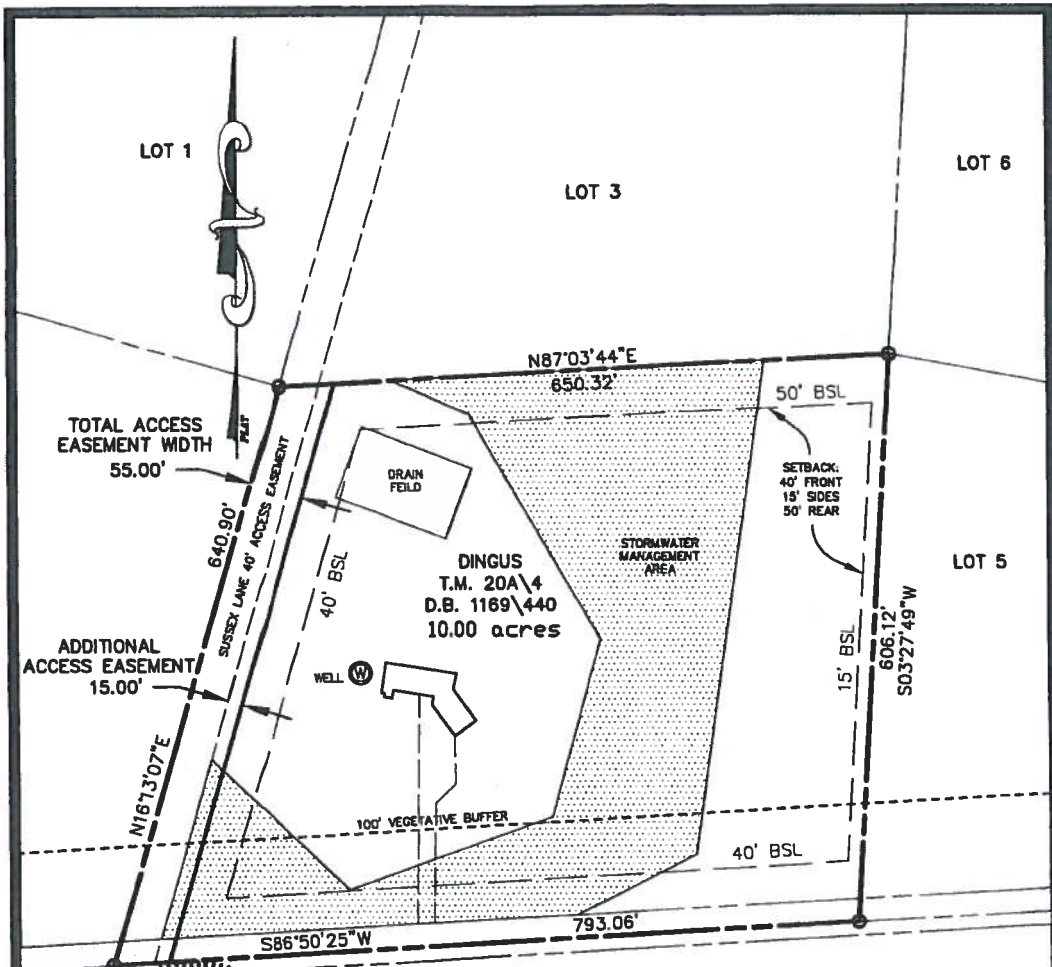 LOT 1
LOT 3
LOT 6
PLAT
N87°03'44"E
650.32'
50' BSL
TOTAL ACCESS
EASEMENT WIDTH
55.00'
SETBACK:
40' FRONT
15' SIDES
50' REAR
DRAIN
FEILD
640.90'
SUSSEX LANE 40' ACCESS EASEMENT
40' BSL
STORMWATER
MANAGEMENT
AREA
DINGUS
T.M. 20A\4
D.B. 1169\440
10.00 acres
LOT 5
606.12'
S03°27'49"W
15' BSL
ADDITIONAL
ACCESS EASEMENT
15.00'
WELL W
N16°13'07"E
100' VEGETATIVE BUFFER
40' BSL
793.06'
S86°50'25"W